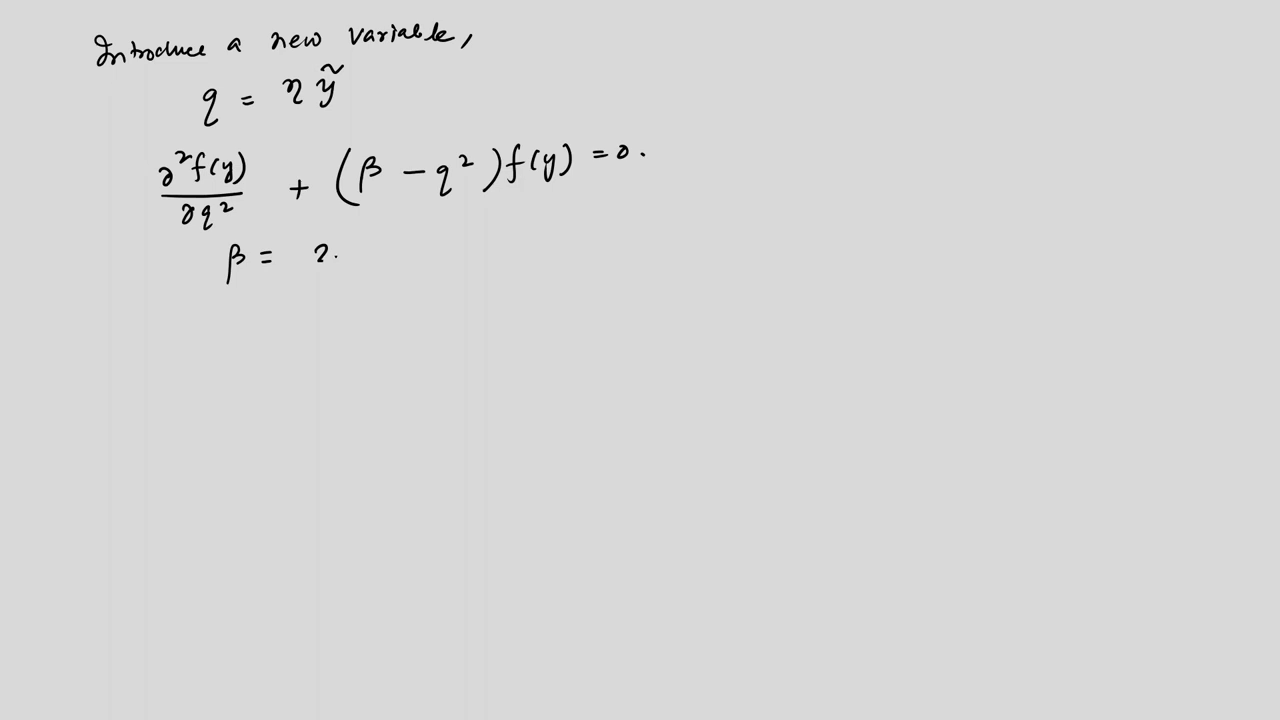 Introduce a new variable,
q = η ỹ
∂²f(y)/∂q² + (β - q²) f(y) = 0.
β = 2.